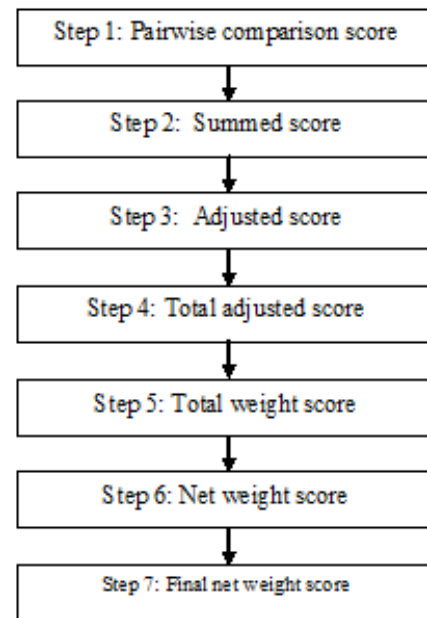 Step 1: Pairwise comparison score
Step 2: Summed score
Step 3: Adjusted score
Step 4: Total adjusted score
Step 5: Total weight score
Step 6: Net weight score
Step 7: Final net weight score